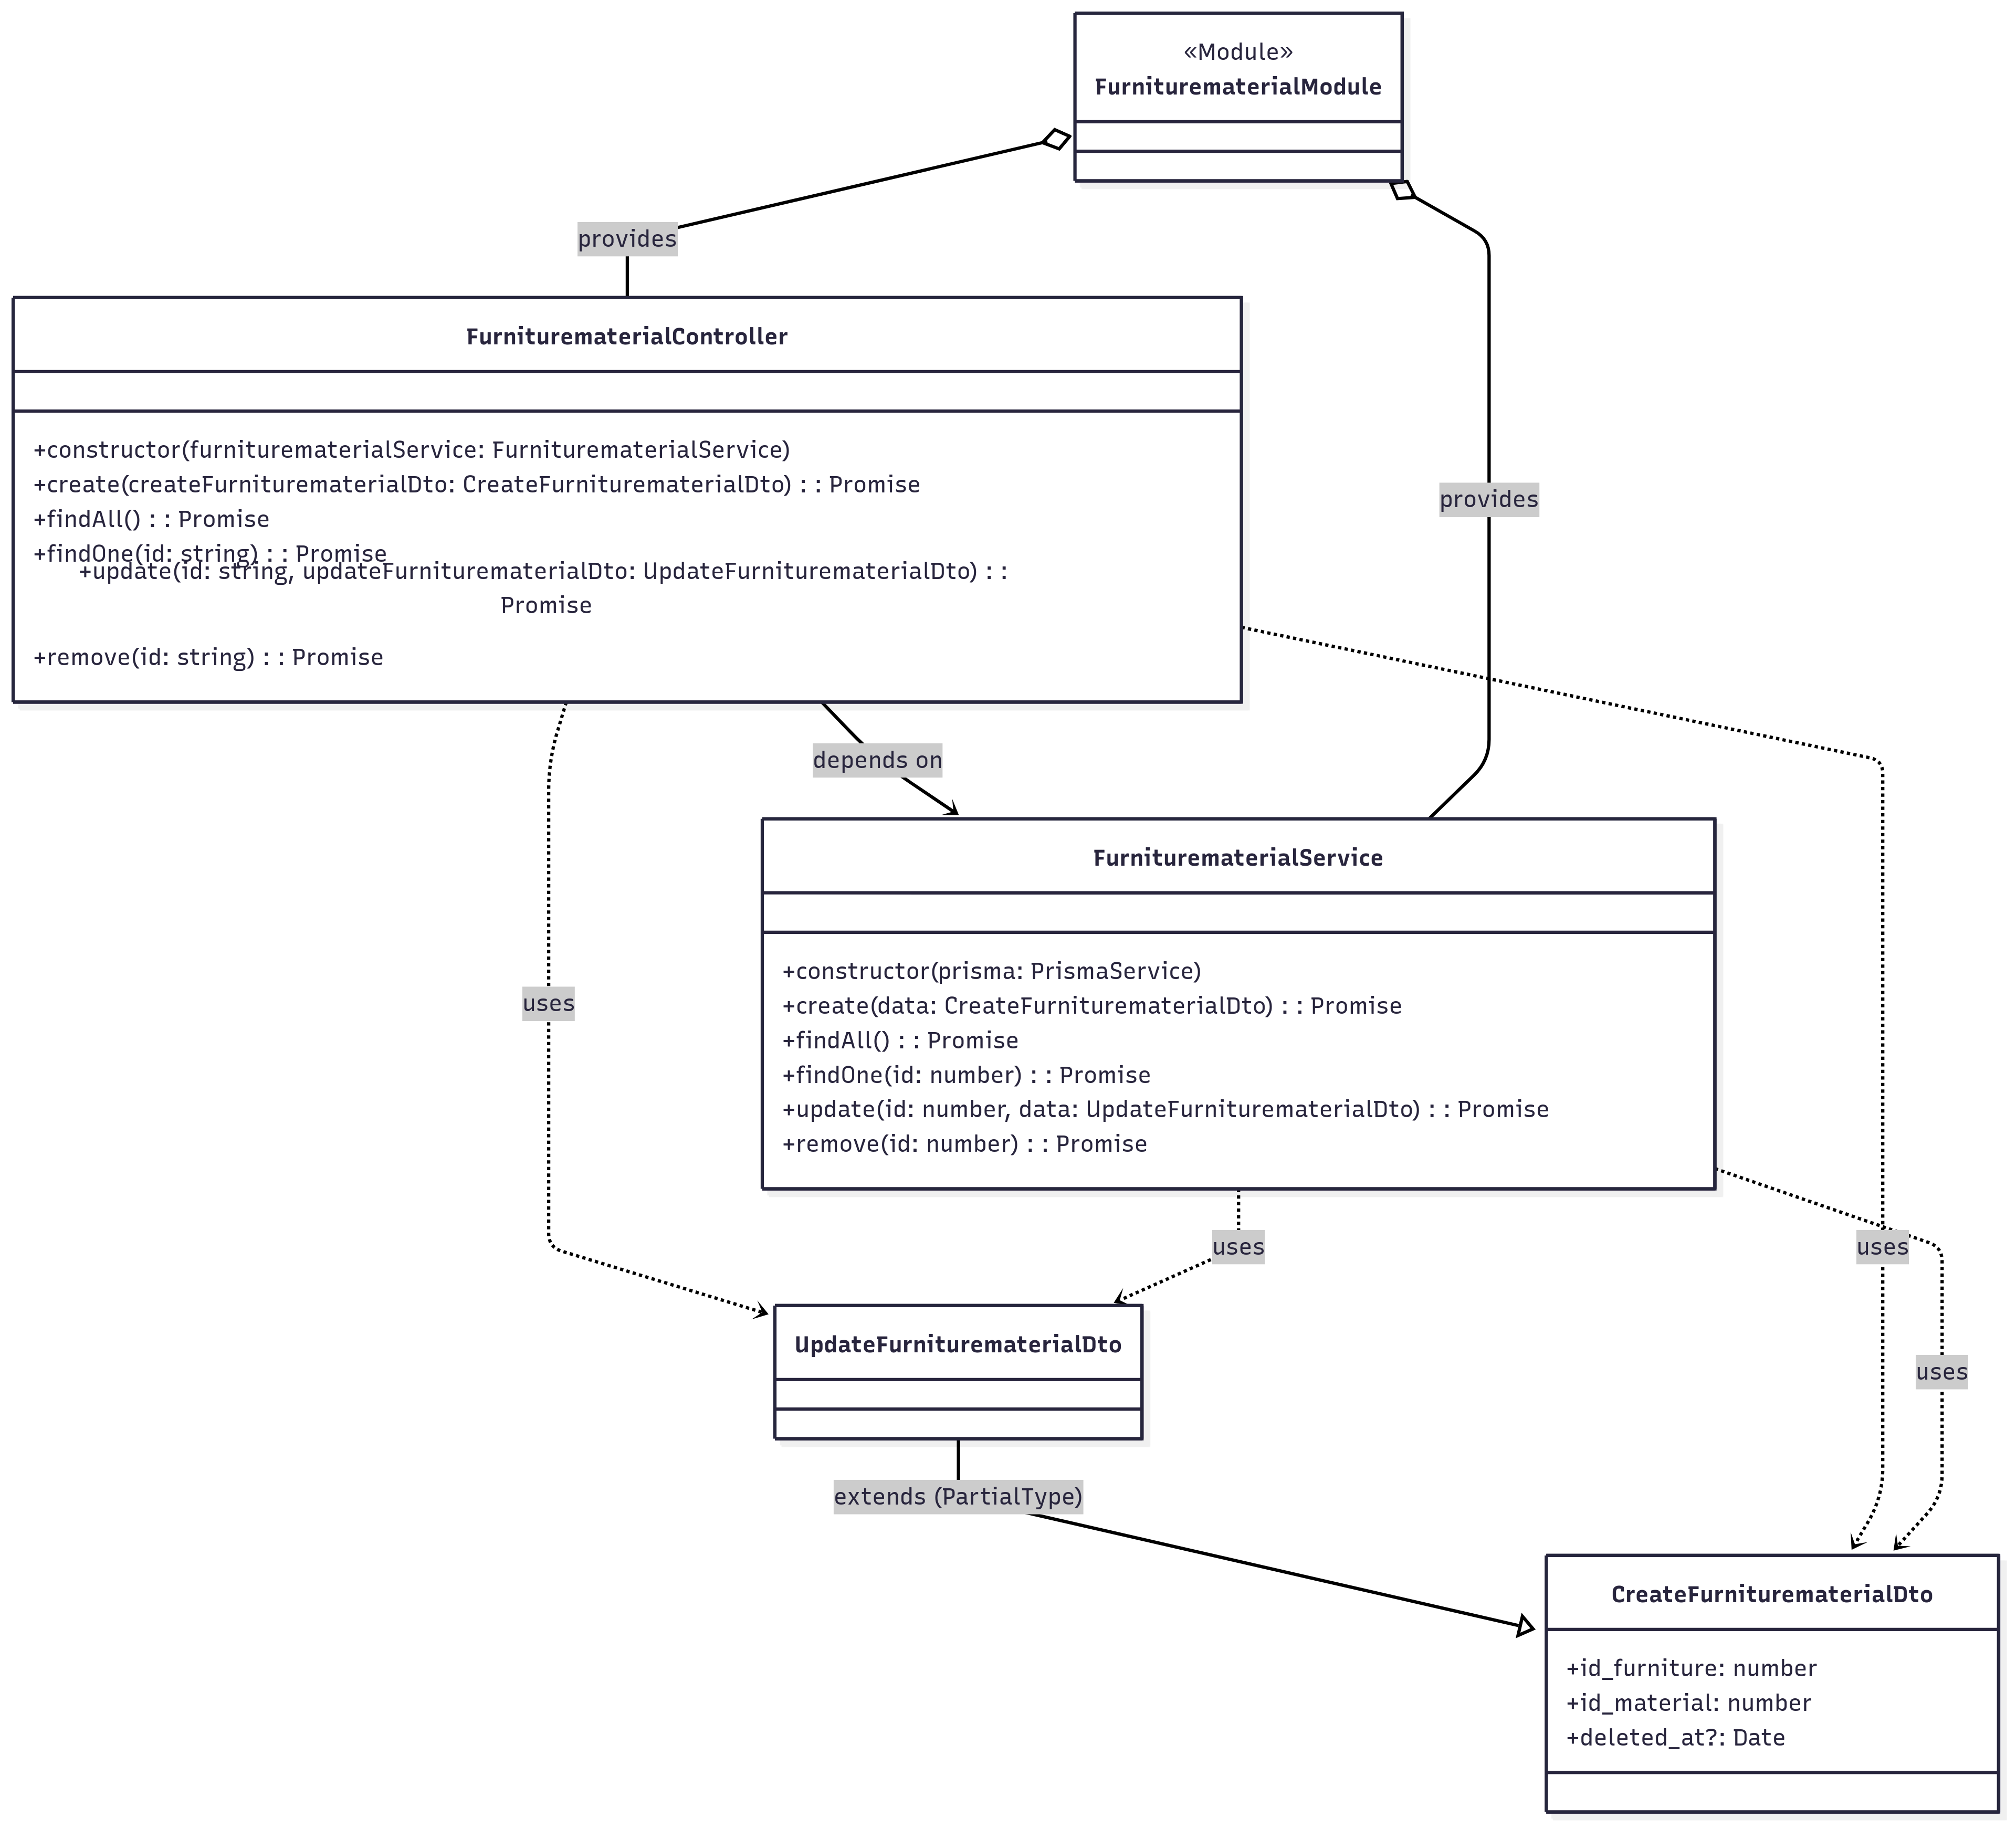 «Module»
FurniturematerialModule
provides
FurniturematerialController
+constructor(furniturematerialService: FurniturematerialService)
+create(createFurniturematerialDto: CreateFurniturematerialDto) : : Promise
+findAll() : : Promise
+findOne(id: string) : : Promise
+update(id: string, updateFurniturematerialDto: UpdateFurniturematerialDto) : :
Promise
+remove(id: string) : : Promise
provides
depends on
FurniturematerialService
+constructor(prisma: PrismaService)
+create(data: CreateFurniturematerialDto) : : Promise
+findAll() : : Promise
+findOne(id: number) : : Promise
+update(id: number, data: UpdateFurniturematerialDto) : : Promise
+remove(id: number) : : Promise
uses
uses
uses
uses
UpdateFurniturematerialDto
extends (PartialType)
CreateFurniturematerialDto
+id_furniture: number
+id_material: number
+deleted_at?: Date